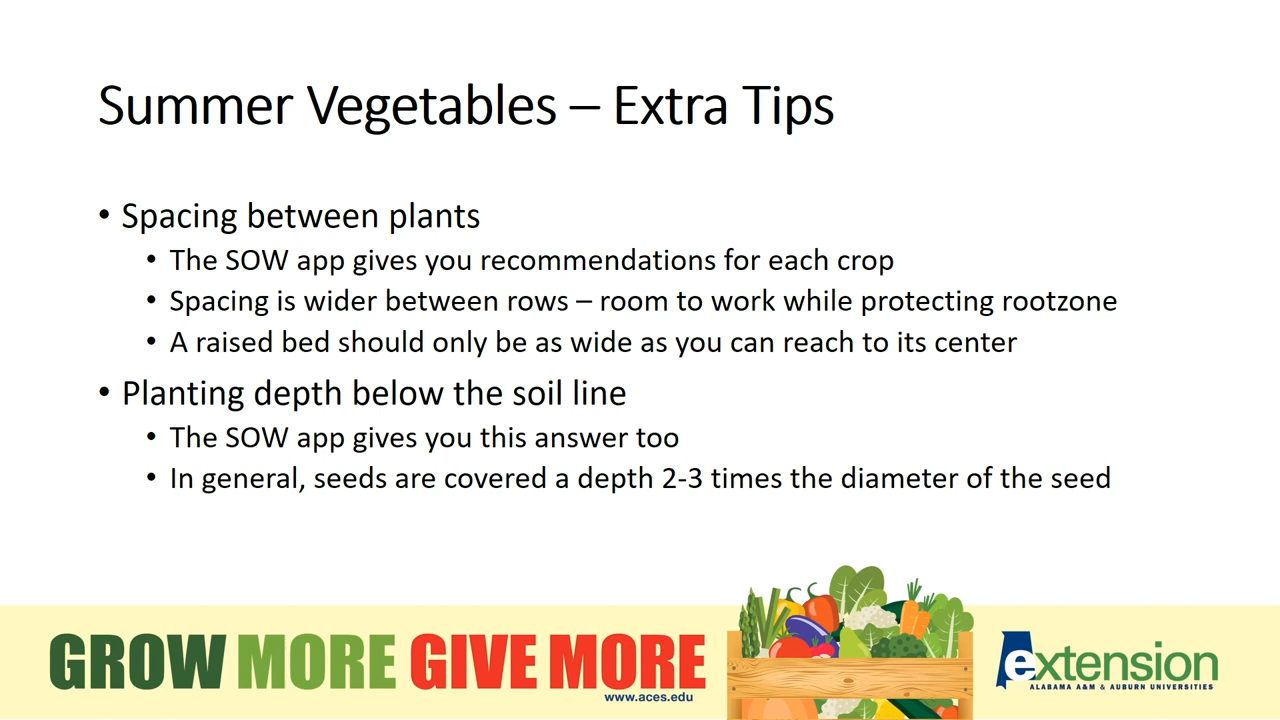 Summer Vegetables – Extra Tips
• Spacing between plants
• The SOW app gives you recommendations for each crop
• Spacing is wider between rows – room to work while protecting rootzone
• A raised bed should only be as wide as you can reach to its center
• Planting depth below the soil line
• The SOW app gives you this answer too
• In general, seeds are covered a depth 2-3 times the diameter of the seed
GROW MORE GIVE MORE
www.aces.edu
extension
ALABAMA A&M & AUBURN UNIVERSITIES